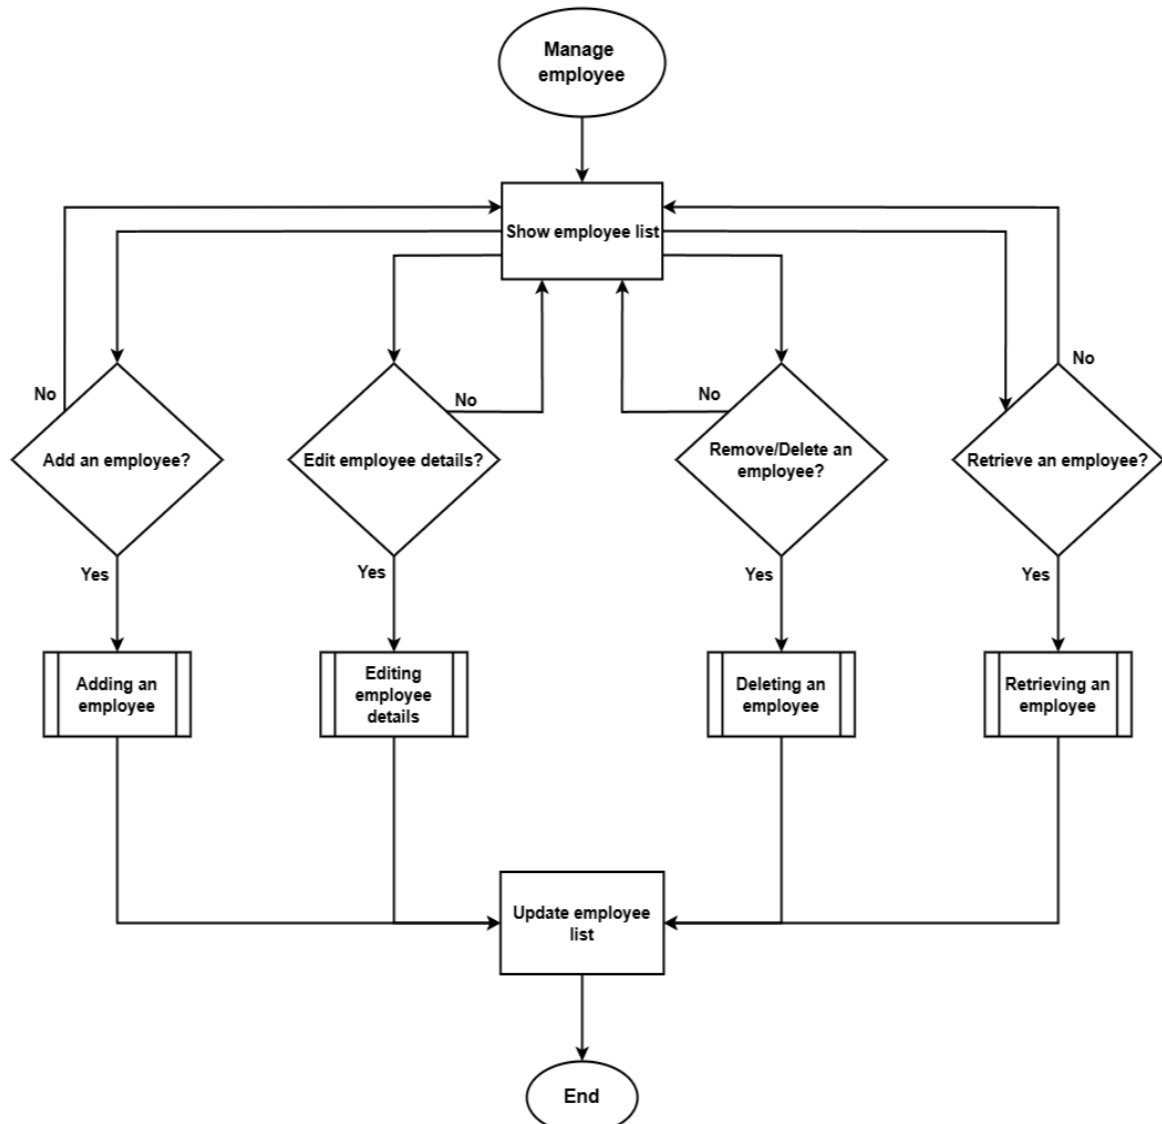 Manage
employee
Show employee list
No
No
No
No
Add an employee?
Edit employee details?
Remove/Delete an
employee?
Retrieve an employee?
Yes
Yes
Yes
Yes
Adding an
employee
Editing
employee
details
Deleting an
employee
Retrieving an
employee
Update employee
list
End